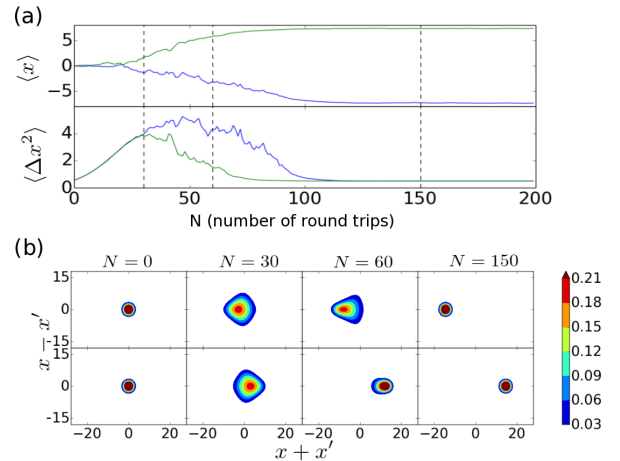 (a)
5
0
−5
⟨x⟩
4
2
0
⟨Δx²⟩
0 50 100 150 200
N (number of round trips)
(b)
N = 0 N = 30 N = 60 N = 150
15
0
-15
15
0
-15
x − x′
−20 0 20 −20 0 20 −20 0 20 −20 0 20
x + x′
0.21
0.18
0.15
0.12
0.09
0.06
0.03